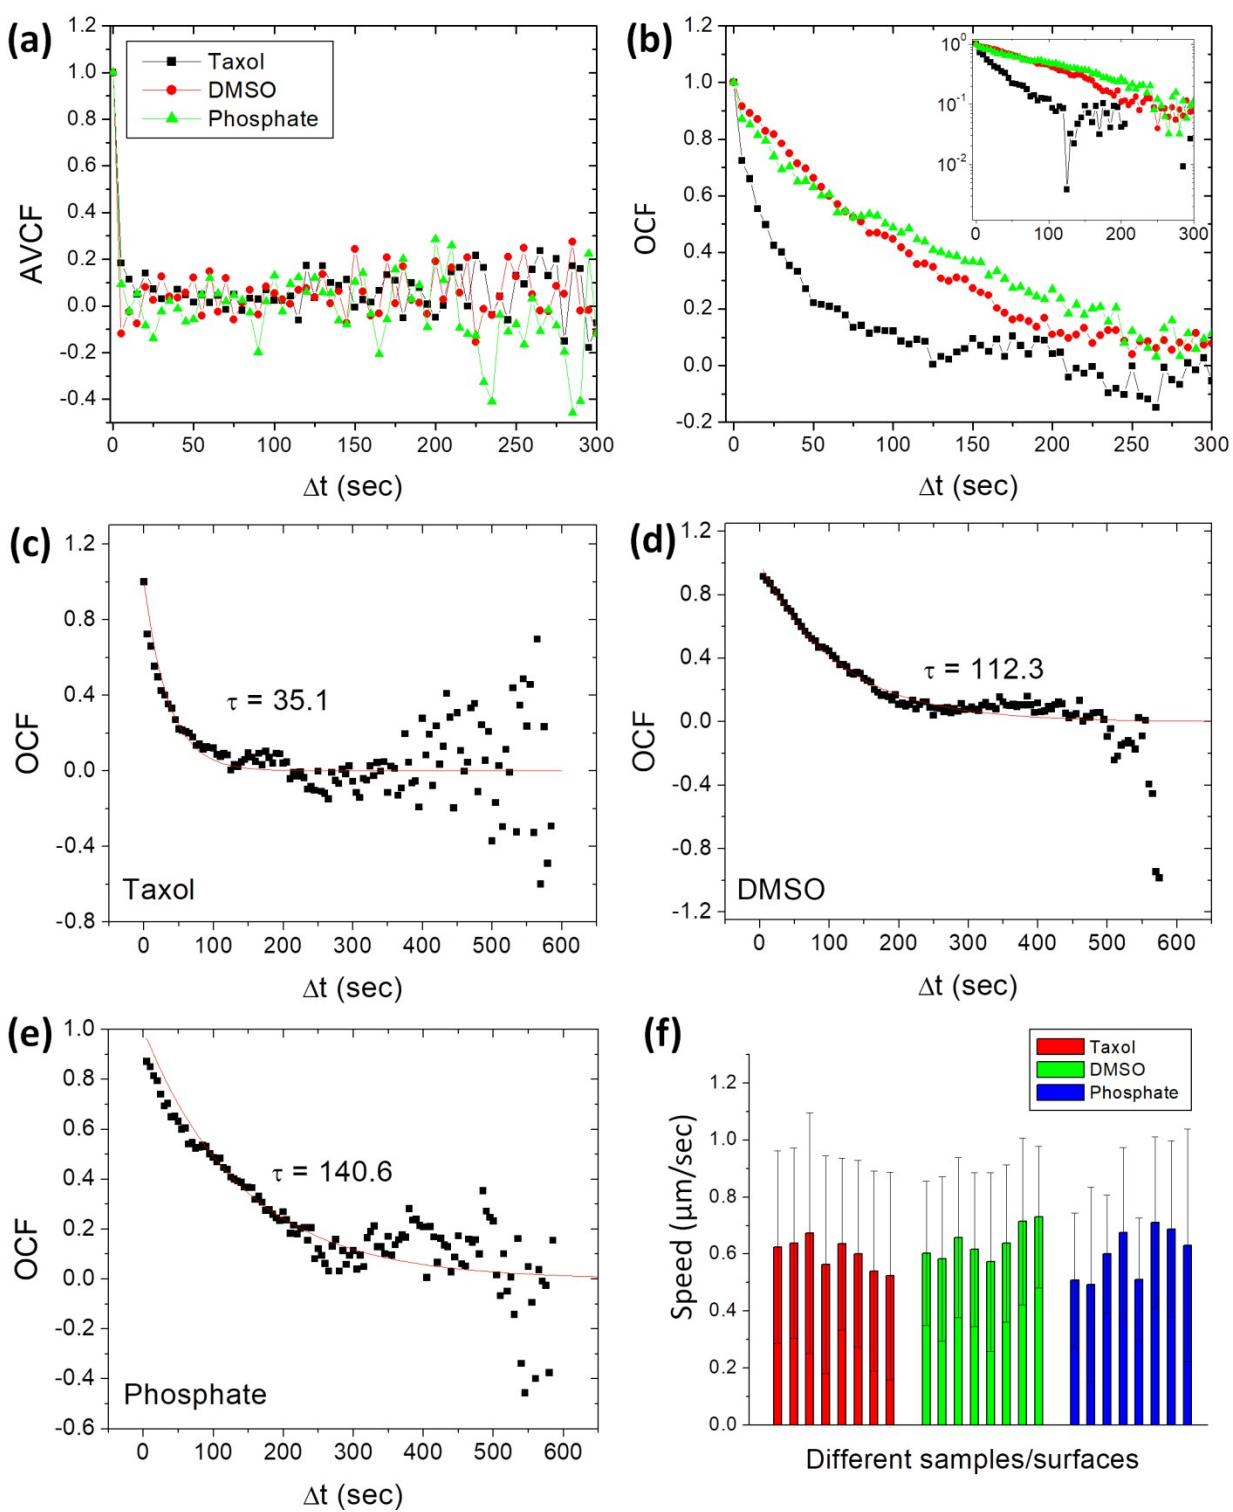 (a)
1.2
1.0
0.8
0.6
0.4
0.2
0.0
-0.2
-0.4
AVCF
Taxol
DMSO
Phosphate
0 50 100 150 200 250 300
Δt (sec)
(b)
1.2
1.0
0.8
0.6
0.4
0.2
0.0
-0.2
OCF
10⁰
10⁻¹
10⁻²
0 100 200 300
0 50 100 150 200 250 300
Δt (sec)
(c)
1.2
0.8
0.4
0.0
-0.4
-0.8
OCF
τ = 35.1
Taxol
0 100 200 300 400 500 600
Δt (sec)
(d)
1.2
0.8
0.4
0.0
-0.4
-0.8
-1.2
OCF
τ = 112.3
DMSO
0 100 200 300 400 500 600
Δt (sec)
(e)
1.0
0.8
0.6
0.4
0.2
0.0
-0.2
-0.4
-0.6
OCF
τ = 140.6
Phosphate
0 100 200 300 400 500 600
Δt (sec)
(f)
Taxol
DMSO
Phosphate
1.2
1.0
0.8
0.6
0.4
0.2
0.0
Speed (µm/sec)
Different samples/surfaces